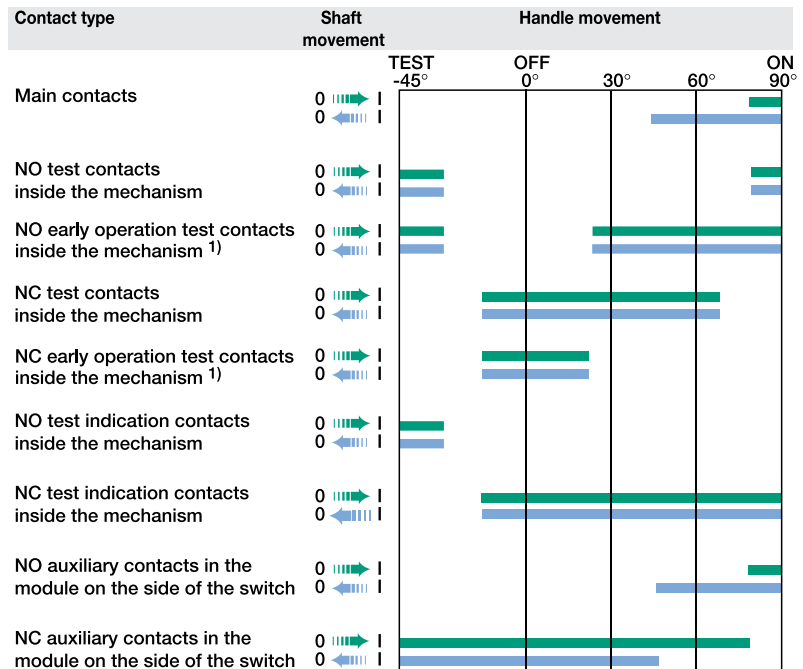 Contact type Shaft Handle movement
movement
TEST OFF ON
-45° 0° 30° 60° 90°
Main contacts 0 I
0 I
NO test contacts 0 I
inside the mechanism 0 I
NO early operation test contacts 0 I
inside the mechanism 1) 0 I
NC test contacts 0 I
inside the mechanism 0 I
NC early operation test contacts 0 I
inside the mechanism 1) 0 I
NO test indication contacts 0 I
inside the mechanism 0 I
NC test indication contacts 0 I
inside the mechanism 0 I
NO auxiliary contacts in the 0 I
module on the side of the switch 0 I
NC auxiliary contacts in the 0 I
module on the side of the switch 0 I